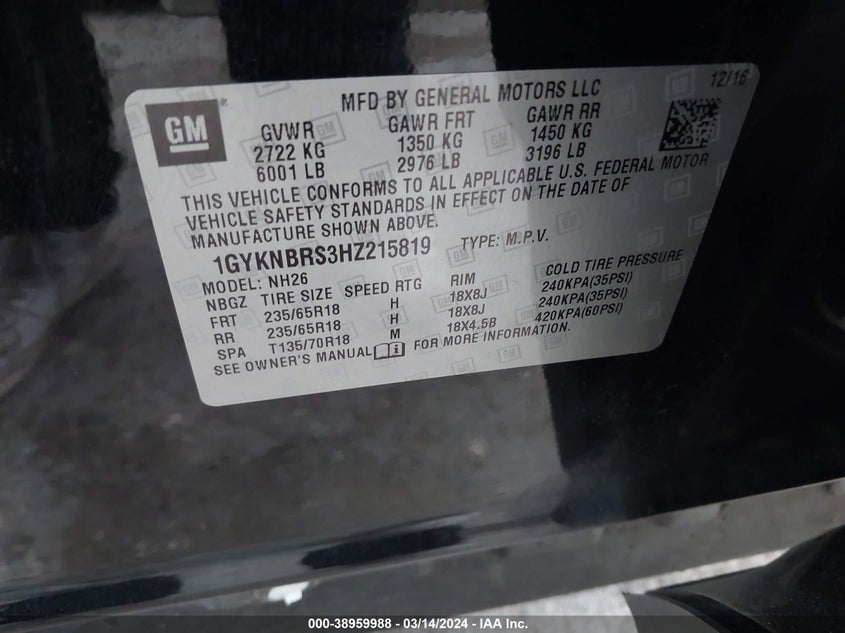 12/16
GM®
MFD BY GENERAL MOTORS LLC
GVWR GAWR FRT GAWR RR
2722 KG 1350 KG 1450 KG
6001 LB 2976 LB 3196 LB
THIS VEHICLE CONFORMS TO ALL APPLICABLE U.S. FEDERAL MOTOR
VEHICLE SAFETY STANDARDS IN EFFECT ON THE DATE OF
MANUFACTURE SHOWN ABOVE.
1GYKNBRS3HZ215819 TYPE: M.P.V.
MODEL: NH26
NBGZ TIRE SIZE SPEED RTG RIM COLD TIRE PRESSURE
FRT 235/65R18 H 18X8J 240KPA(35PSI)
RR 235/65R18 H 18X8J 240KPA(35PSI)
SPA T135/70R18 M 18X4.5B 420KPA(60PSI)
SEE OWNER'S MANUAL FOR MORE INFORMATION.
000-38959988 — 03/14/2024 — IAA Inc.